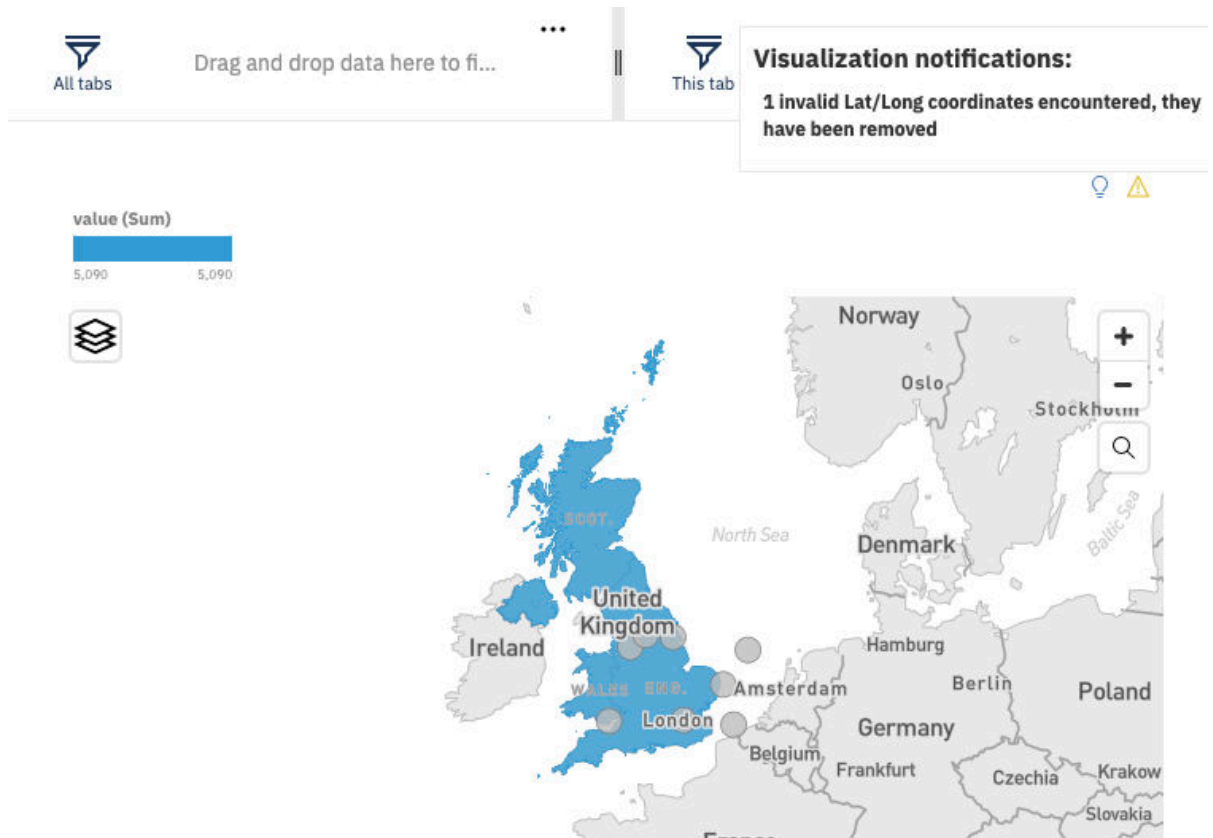 All tabs
Drag and drop data here to fi...
This tab
Visualization notifications:
1 invalid Lat/Long coordinates encountered, they
have been removed
value (Sum)
5,090 5,090
Norway
Oslo
Stockholm
SCOT.
North Sea
Baltic Sea
Denmark
United
Kingdom
Ireland
Hamburg
WALES ENG.
Amsterdam
Berlin
Poland
London
Germany
Belgium
Frankfurt
Czechia
Krakow
Slovakia
France